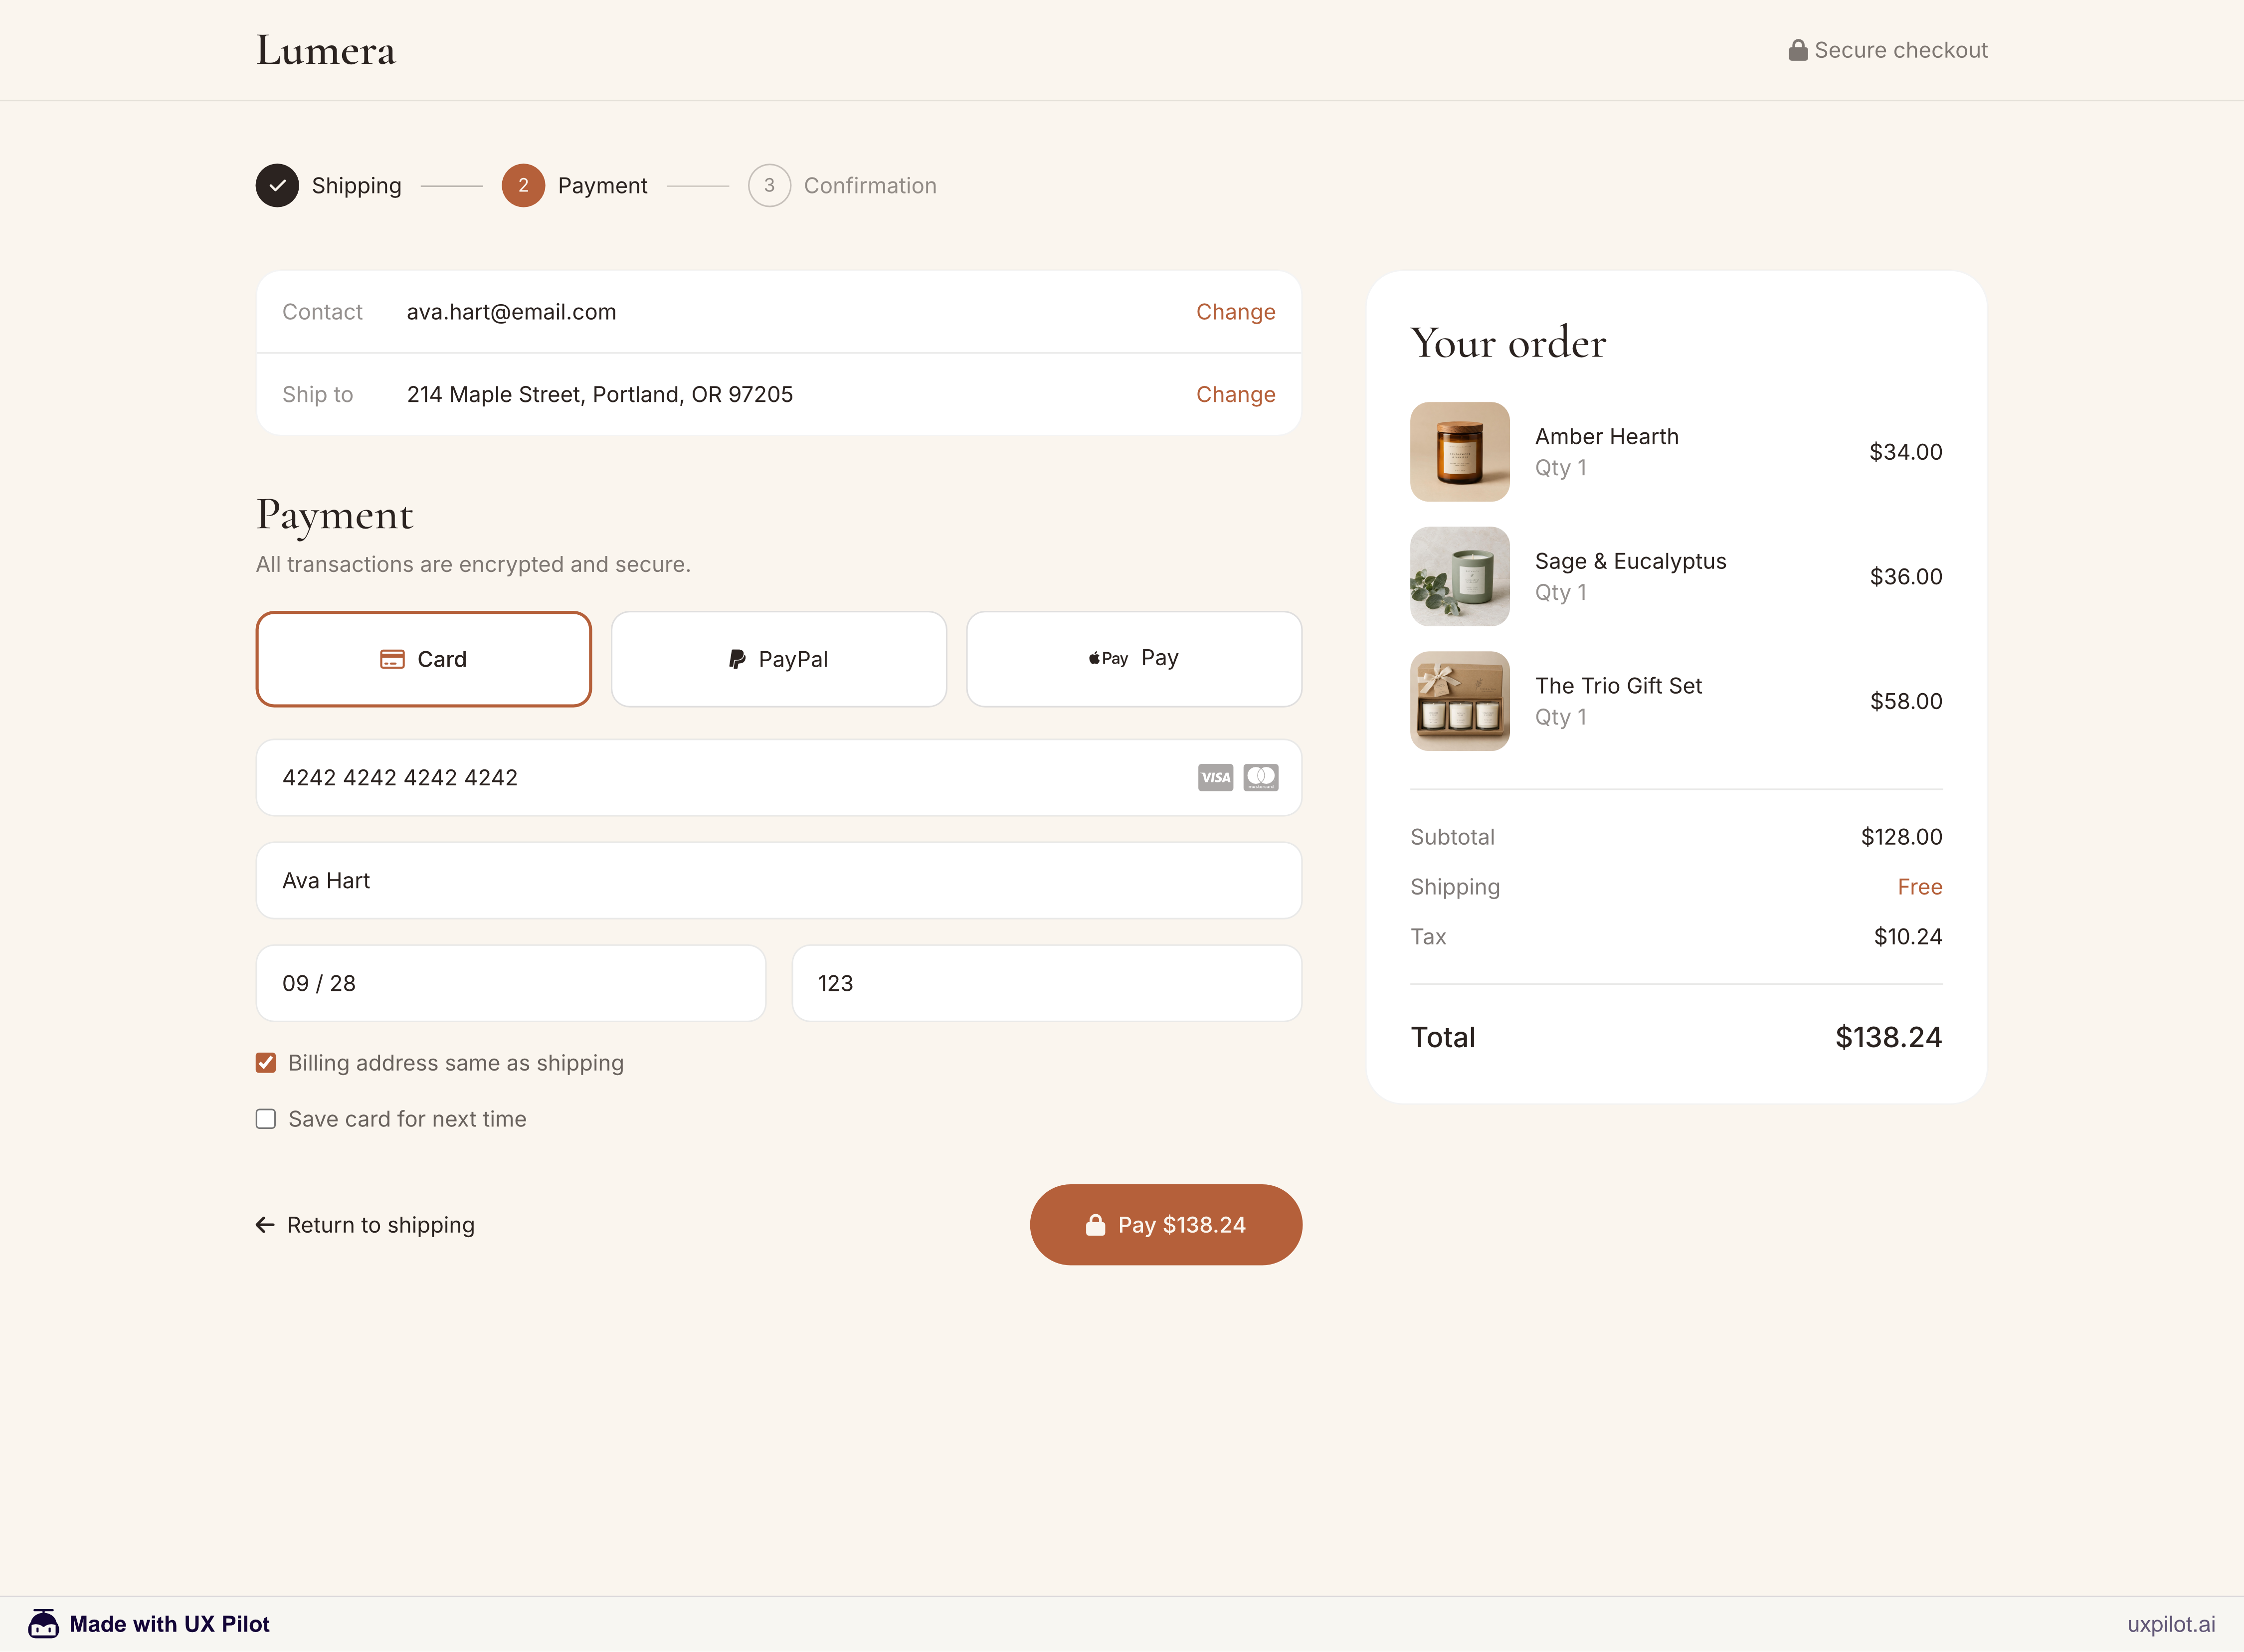 Lumera
Secure checkout
Shipping
2 Payment
3 Confirmation
Contact ava.hart@email.com Change
Ship to 214 Maple Street, Portland, OR 97205 Change
Payment
All transactions are encrypted and secure.
Card
PayPal
Pay Pay
4242 4242 4242 4242 VISA mastercard
Ava Hart
09 / 28
123
Billing address same as shipping
Save card for next time
Return to shipping
Pay $138.24
Your order
Amber Hearth
Qty 1
$34.00
Sage & Eucalyptus
Qty 1
$36.00
The Trio Gift Set
Qty 1
$58.00
Subtotal $128.00
Shipping Free
Tax $10.24
Total $138.24
Made with UX Pilot
uxpilot.ai